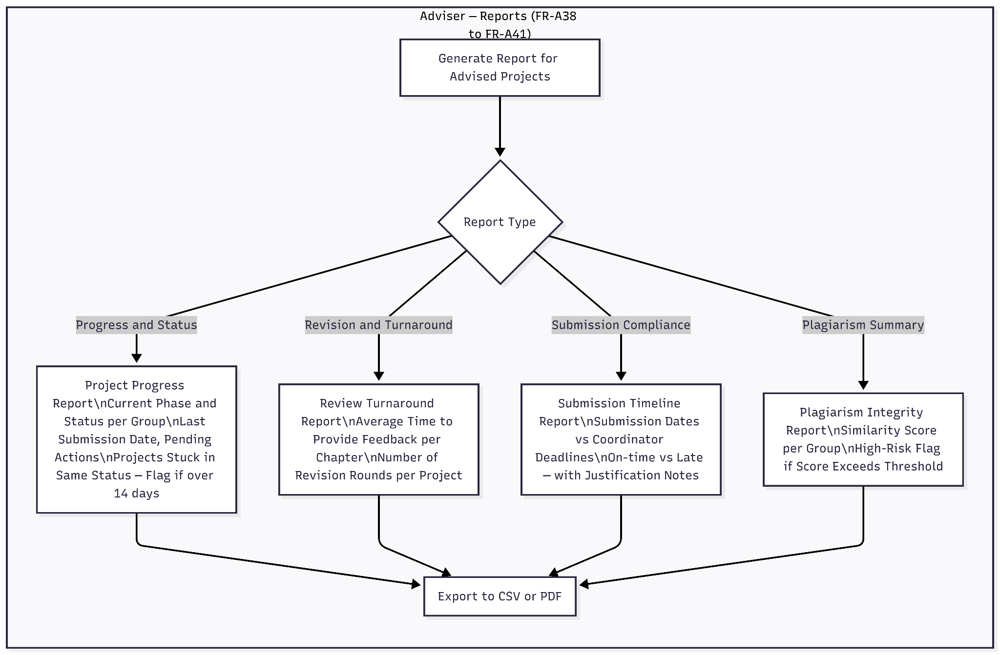 Adviser — Reports (FR-A38
to FR-A41)
Generate Report for
Advised Projects
Report Type
Progress and Status
Revision and Turnaround
Submission Compliance
Plagiarism Summary
Project Progress
Report\nCurrent Phase and
Status per Group\nLast
Submission Date, Pending
Actions\nProjects Stuck in
Same Status — Flag if over
14 days
Review Turnaround
Report\nAverage Time to
Provide Feedback per
Chapter\nNumber of
Revision Rounds per Project
Submission Timeline
Report\nSubmission Dates
vs Coordinator
Deadlines\nOn-time vs Late
— with Justification Notes
Plagiarism Integrity
Report\nSimilarity Score
per Group\nHigh-Risk Flag
if Score Exceeds Threshold
Export to CSV or PDF